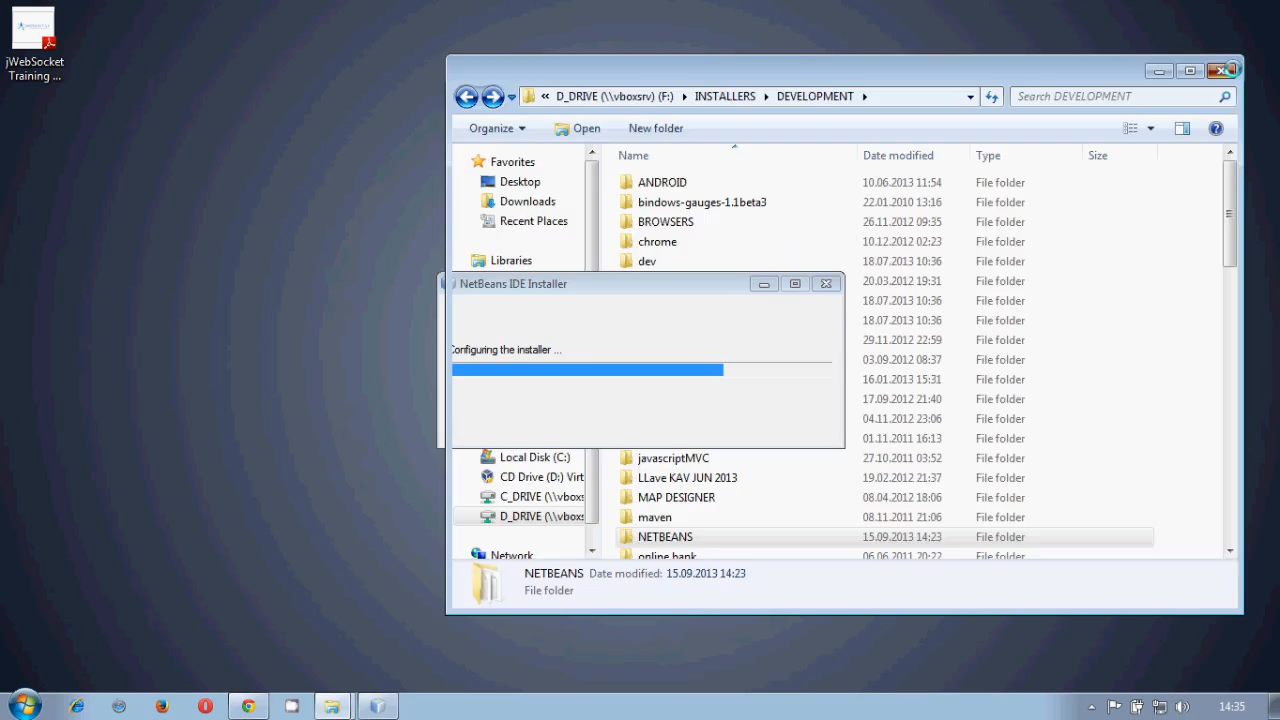 jWebSocket
Training ...
D_DRIVE (\\vboxsrv) (F:)
INSTALLERS
DEVELOPMENT
Search DEVELOPMENT
Organize
Open
New folder
Name
Date modified
Type
Size
Favorites
Desktop
Downloads
Recent Places
Libraries
ANDROID 10.06.2013 11:54 File folder
bindows-gauges-1.1beta3 22.01.2010 13:16 File folder
BROWSERS 26.11.2012 09:35 File folder
chrome 10.12.2012 02:23 File folder
dev 18.07.2013 10:36 File folder
20.03.2012 19:31 File folder
18.07.2013 10:36 File folder
18.07.2013 10:36 File folder
29.11.2012 22:59 File folder
03.09.2012 08:37 File folder
16.01.2013 15:31 File folder
17.09.2012 21:40 File folder
04.11.2012 23:06 File folder
01.11.2011 16:13 File folder
javascriptMVC 27.10.2011 03:52 File folder
LLave KAV JUN 2013 19.02.2012 21:37 File folder
MAP DESIGNER 08.04.2012 18:06 File folder
maven 08.11.2011 21:06 File folder
NETBEANS 15.09.2013 14:23 File folder
online bank 06.06.2011 20:22 File folder
NetBeans IDE Installer
Configuring the installer ...
Local Disk (C:)
CD Drive (D:) Virt
C_DRIVE (\\vboxs
D_DRIVE (\\vboxs
Network
NETBEANS Date modified: 15.09.2013 14:23
File folder
14:35